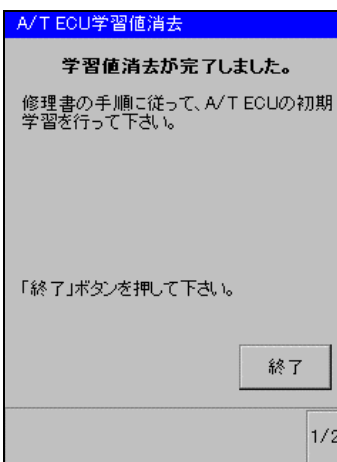 A/T ECU学習値消去
学習値消去が完了しました。
修理書の手順に従って、A/T ECUの初期
学習を行って下さい。
「終了」ボタンを押して下さい。
終了
1/2